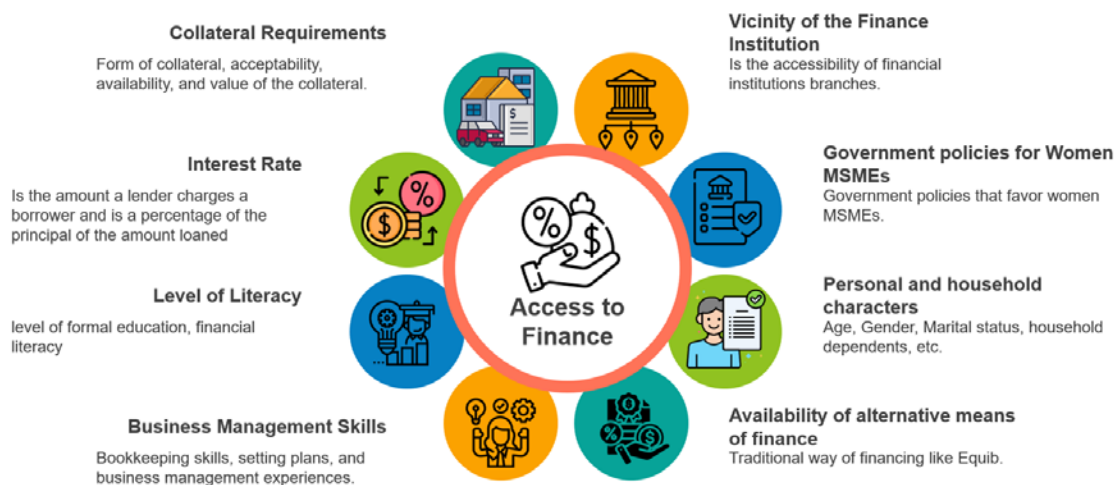 Collateral Requirements
Form of collateral, acceptability,
availability, and value of the collateral.
Interest Rate
Is the amount a lender charges a
borrower and is a percentage of the
principal of the amount loaned
Level of Literacy
level of formal education, financial
literacy
Business Management Skills
Bookkeeping skills, setting plans, and
business management experiences.
Access to
Finance
Vicinity of the Finance
Institution
Is the accessibility of financial
institutions branches.
Government policies for Women
MSMEs
Government policies that favor women
MSMEs.
Personal and household
characters
Age, Gender, Marital status, household
dependents, etc.
Availability of alternative means
of finance
Traditional way of financing like Equib.